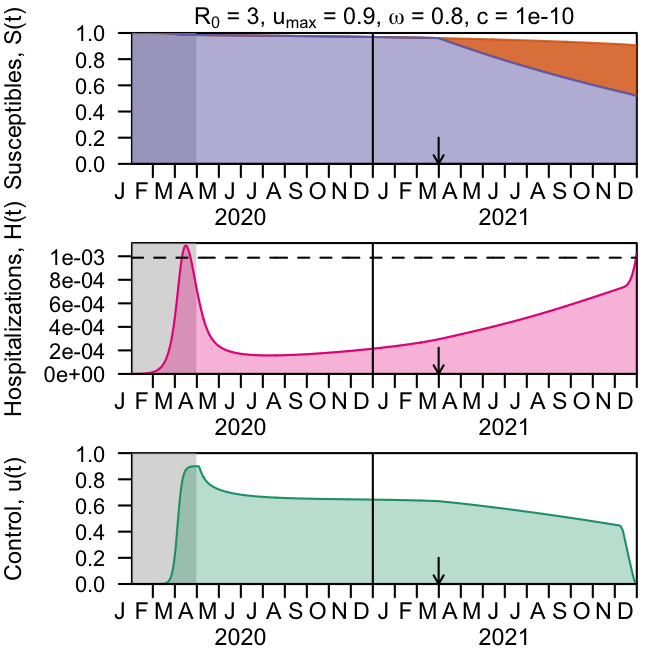 R₀ = 3, uₘₐₓ = 0.9, ω = 0.8, c = 1e-10
Susceptibles, S(t)
1.0
0.8
0.6
0.4
0.2
0.0
J F M A M J J A S O N D J F M A M J J A S O N D
2020 2021
Hospitalizations, H(t)
1e-03
8e-04
6e-04
4e-04
2e-04
0e+00
J F M A M J J A S O N D J F M A M J J A S O N D
2020 2021
Control, u(t)
1.0
0.8
0.6
0.4
0.2
0.0
J F M A M J J A S O N D J F M A M J J A S O N D
2020 2021